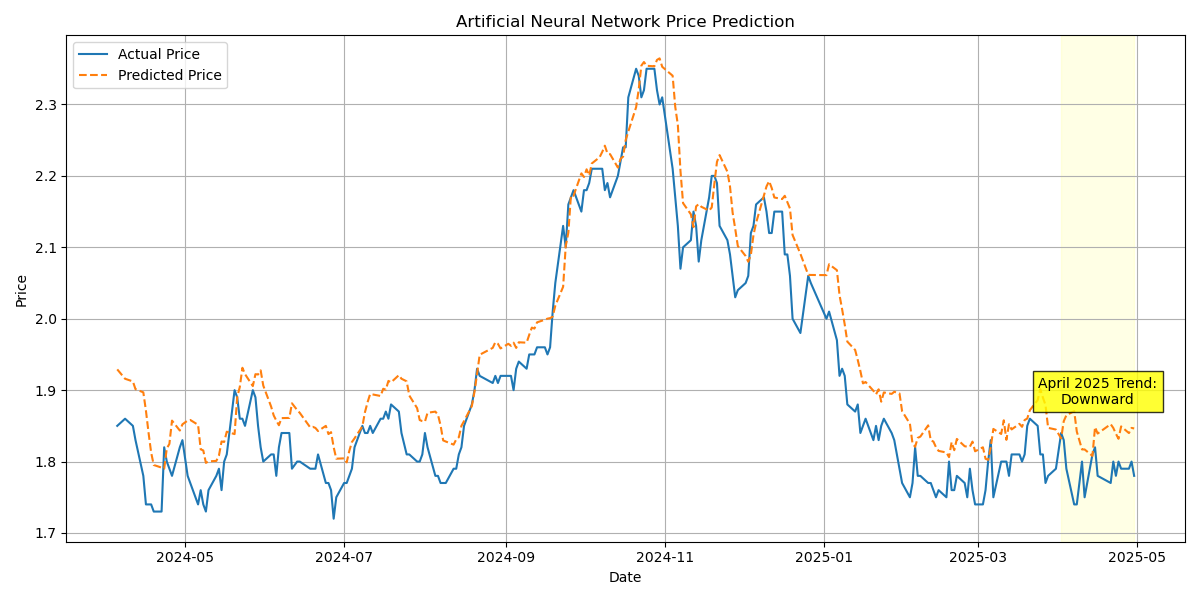 Artificial Neural Network Price Prediction
Actual Price
Predicted Price
Price
2.3
2.2
2.1
2.0
1.9
1.8
1.7
April 2025 Trend:
Downward
2024-05
2024-07
2024-09
2024-11
2025-01
2025-03
2025-05
Date